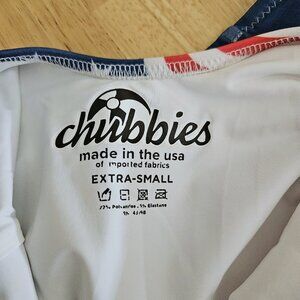 chubbies
made in the usa
of imported fabrics
EXTRA-SMALL